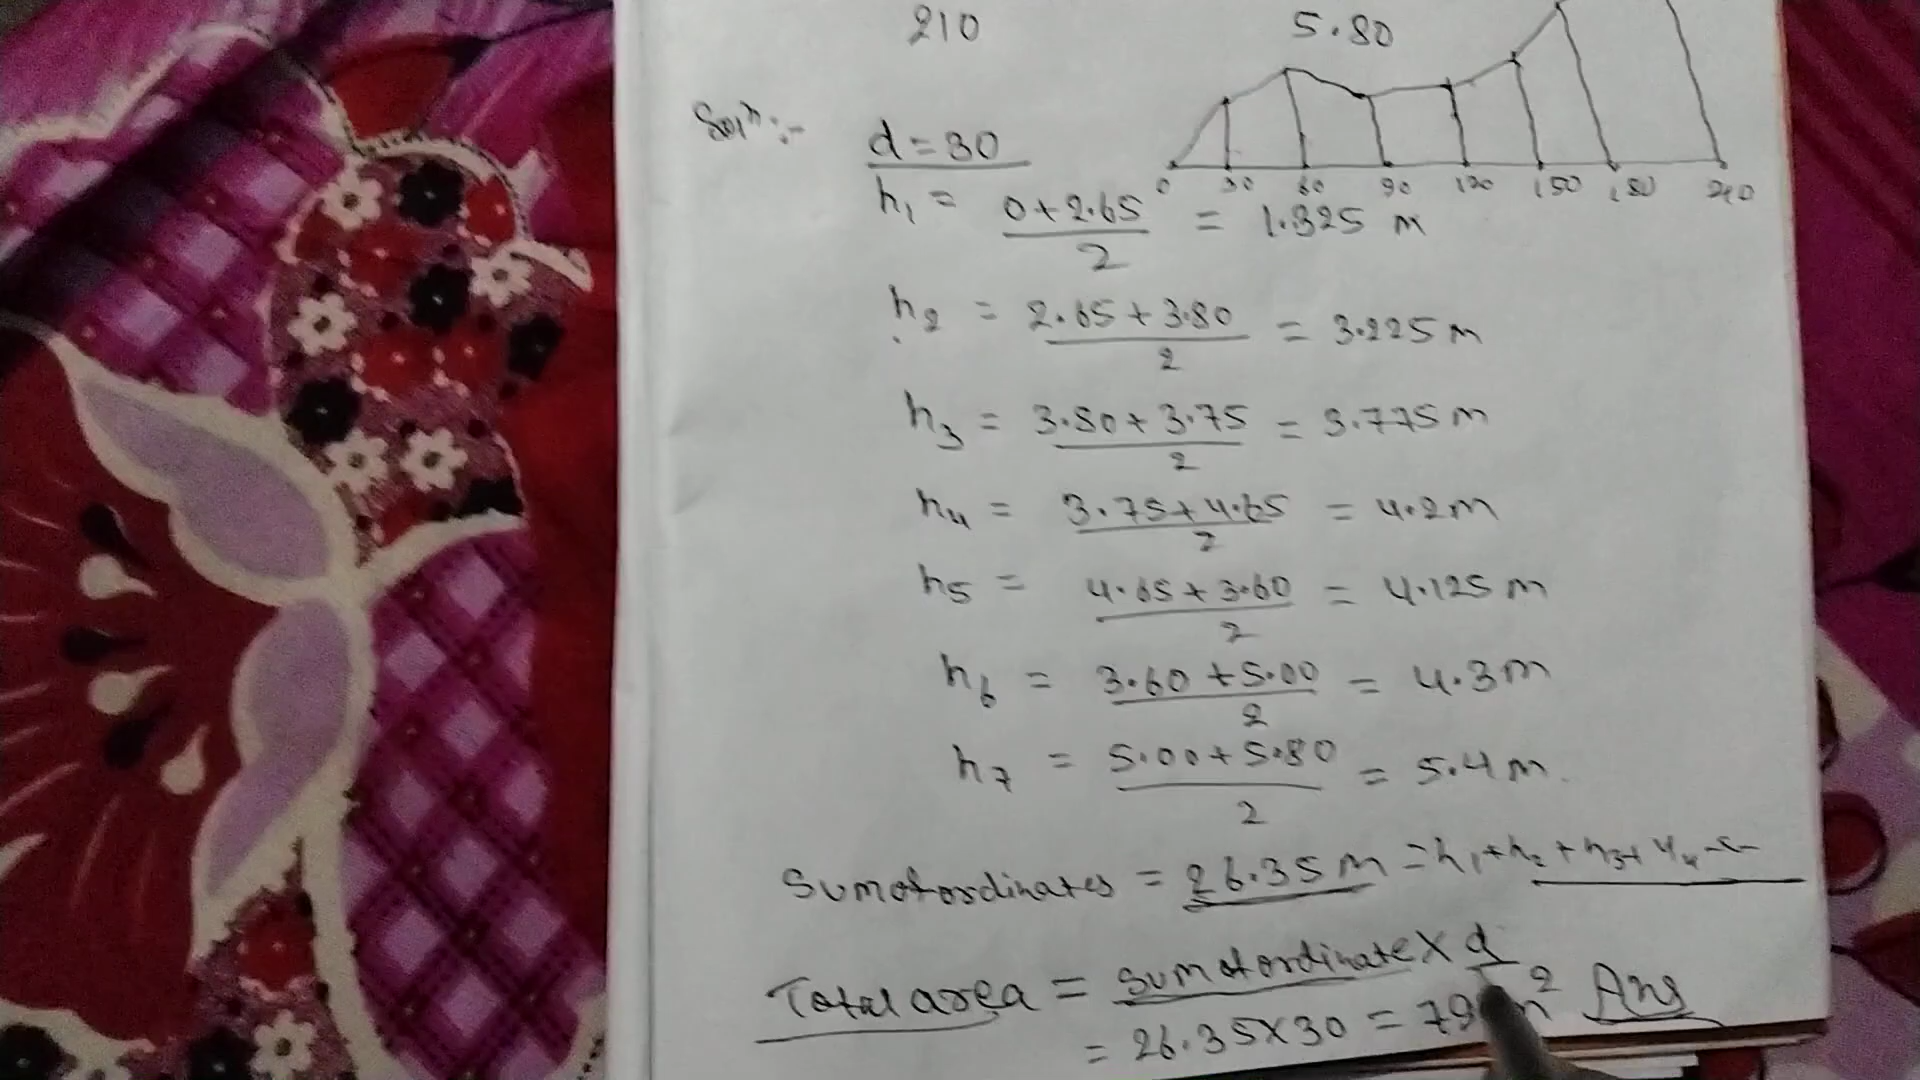 210 5.80
Solⁿ :-
d = 30
0 30 60 90 120 150 180 210
h₁ = 0+2.65 / 2 = 1.325 m
h₂ = 2.65+3.80 / 2 = 3.225 m
h₃ = 3.80+3.75 / 2 = 3.775 m
h₄ = 3.75+4.65 / 2 = 4.2 m
h₅ = 4.65+3.60 / 2 = 4.125 m
h₆ = 3.60+5.00 / 2 = 4.3 m
h₇ = 5.00+5.80 / 2 = 5.4 m.
Sum of ordinates = 26.35 m = h₁+h₂+h₃+h₄--
Total area = Sum of ordinate X d
= 26.35X30 = 79 m² Ans